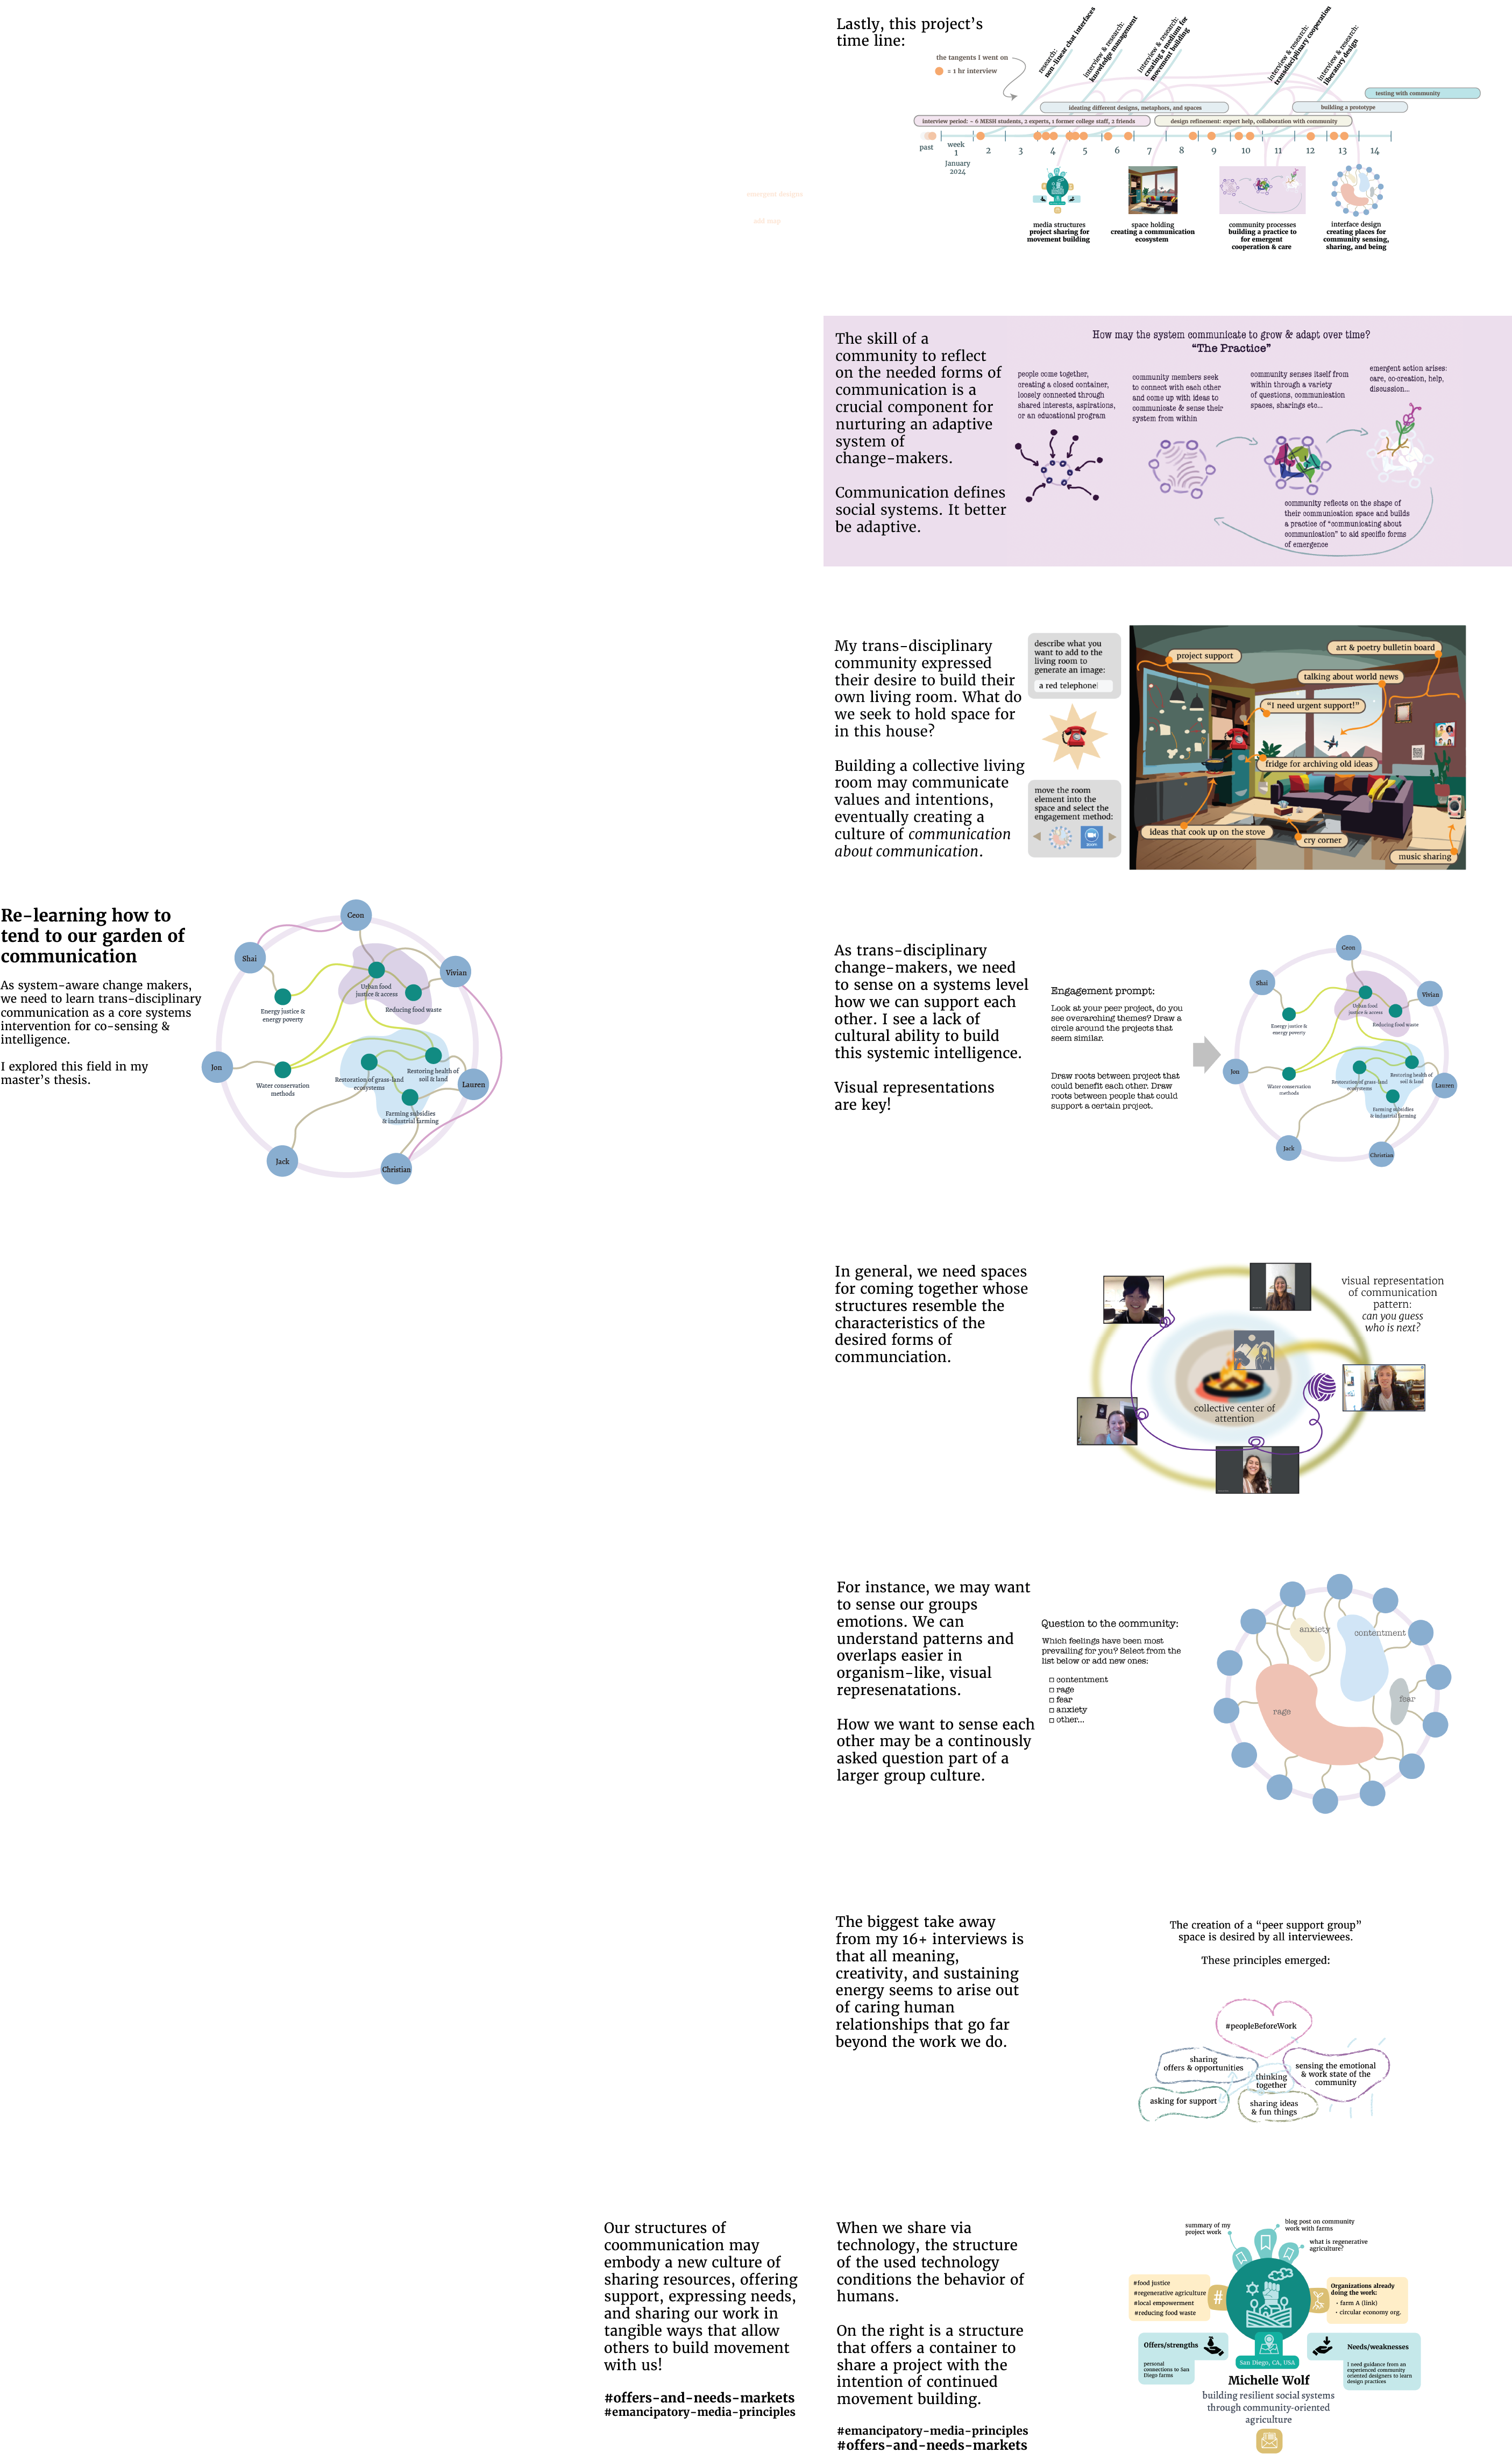 Lastly, this project's
time line:
the tangents I went on
= 1 hr interview
research:
non-linear chat interfaces
interview & research:
knowledge management
interview & research:
creating a medium for
movement building
interview & research:
transdisciplinary cooperation
interview & research:
liberatory design
testing with community
ideating different designs, metaphors, and spaces
building a prototype
interview period: ~ 6 MESH students, 2 experts, 1 former college staff, 2 friends
design refinement: expert help, collaboration with community
past
week
1
2
3
4
5
6
7
8
9
10
11
12
13
14
January
2024
emergent designs
add amy
media structures
project sharing for
movement building
space holding
creating a communication
ecosystem
community processes
building a practice to
for emergent
cooperation & care
interface design
creating places for
community sensing,
sharing, and being
The skill of a
community to reflect
on the needed forms of
communication is a
crucial component for
nurturing an adaptive
system of
change-makers.
Communication defines
social systems. It better
be adaptive.
How may the system communicate to grow & adapt over time?
"The Practice"
people come together,
creating a closed container,
loosely connected through
shared interests, aspirations,
or an educational program
community members seek
to connect with each other
and come up with ideas to
communicate & sense their
system from within
community senses itself from
within through a variety
of questions, communication
spaces, sharings etc...
emergent action arises:
care, co-creation, help,
discussion...
community reflects on the shape of
their communication space and builds
a practice of "communicating about
communication" to aid specific forms
of emergence
My trans-disciplinary
community expressed
their desire to build their
own living room. What do
we seek to hold space for
in this house?
Building a collective living
room may communicate
values and intentions,
eventually creating a
culture of communication
about communication.
describe what you
want to add to the
living room to
generate an image:
a red telephone
move the room
element into the
space and select the
engagement method:
project support
art & poetry bulletin board
talking about world news
"I need urgent support!"
fridge for archiving old ideas
ideas that cook up on the stove
cry corner
music sharing
Re-learning how to
tend to our garden of
communication
As system-aware change makers,
we need to learn trans-disciplinary
communication as a core systems
intervention for co-sensing &
intelligence.
I explored this field in my
master's thesis.
Ceon
Shai
Vivian
Urban food
justice & access
Reducing food waste
Energy justice &
energy poverty
Jon
Water conservation
methods
Restoration of grass-land
ecosystems
Restoring health of
soil & land
Lauren
Farming subsidies
& industrial farming
Jack
Christian
As trans-disciplinary
change-makers, we need
to sense on a systems level
how we can support each
other. I see a lack of
cultural ability to build
this systemic intelligence.
Visual representations
are key!
Engagement prompt:
Look at your peer project, do you
see overarching themes? Draw a
circle around the projects that
seem similar.
Draw roots between project that
could benefit each other. Draw
roots between people that could
support a certain project.
Ceon
Shai
Vivian
Urban food
justice & access
Reducing food waste
Energy justice &
energy poverty
Jon
Water conservation
methods
Restoration of grass-land
ecosystems
Restoring health of
soil & land
Lauren
Farming subsidies
& industrial farming
Jack
Christian
In general, we need spaces
for coming together whose
structures resemble the
characteristics of the
desired forms of
communciation.
visual representation
of communication
pattern:
can you guess
who is next?
collective center of
attention
For instance, we may want
to sense our groups
emotions. We can
understand patterns and
overlaps easier in
organism-like, visual
represenatations.
How we want to sense each
other may be a continously
asked question part of a
larger group culture.
Question to the community:
Which feelings have been most
prevailing for you? Select from the
list below or add new ones:
contentment
rage
fear
anxiety
other...
anxiety
contentment
fear
rage
The biggest take away
from my 16+ interviews is
that all meaning,
creativity, and sustaining
energy seems to arise out
of caring human
relationships that go far
beyond the work we do.
The creation of a "peer support group"
space is desired by all interviewees.
These principles emerged:
#peopleBeforeWork
sharing
offers & opportunities
sensing the emotional
& work state of the
community
thinking
together
asking for support
sharing ideas
& fun things
Our structures of
coommunication may
embody a new culture of
sharing resources, offering
support, expressing needs,
and sharing our work in
tangible ways that allow
others to build movement
with us!
#offers-and-needs-markets
#emancipatory-media-principles
When we share via
technology, the structure
of the used technology
conditions the behavior of
humans.
On the right is a structure
that offers a container to
share a project with the
intention of continued
movement building.
#emancipatory-media-principles
#offers-and-needs-markets
summary of my
project work
blog post on community
work with farms
what is regenerative
agriculture?
#food justice
#regenerative agriculture
#local empowerment
#reducing food waste
#
Organizations already
doing the work:
• farm A (link)
• circular economy org.
Offers/strengths
personal
connections to San
Diego farms
Needs/weaknesses
I need guidance from an
experienced community
oriented designers to learn
design practices
San Diego, CA, USA
Michelle Wolf
building resilient social systems
through community-oriented
agriculture